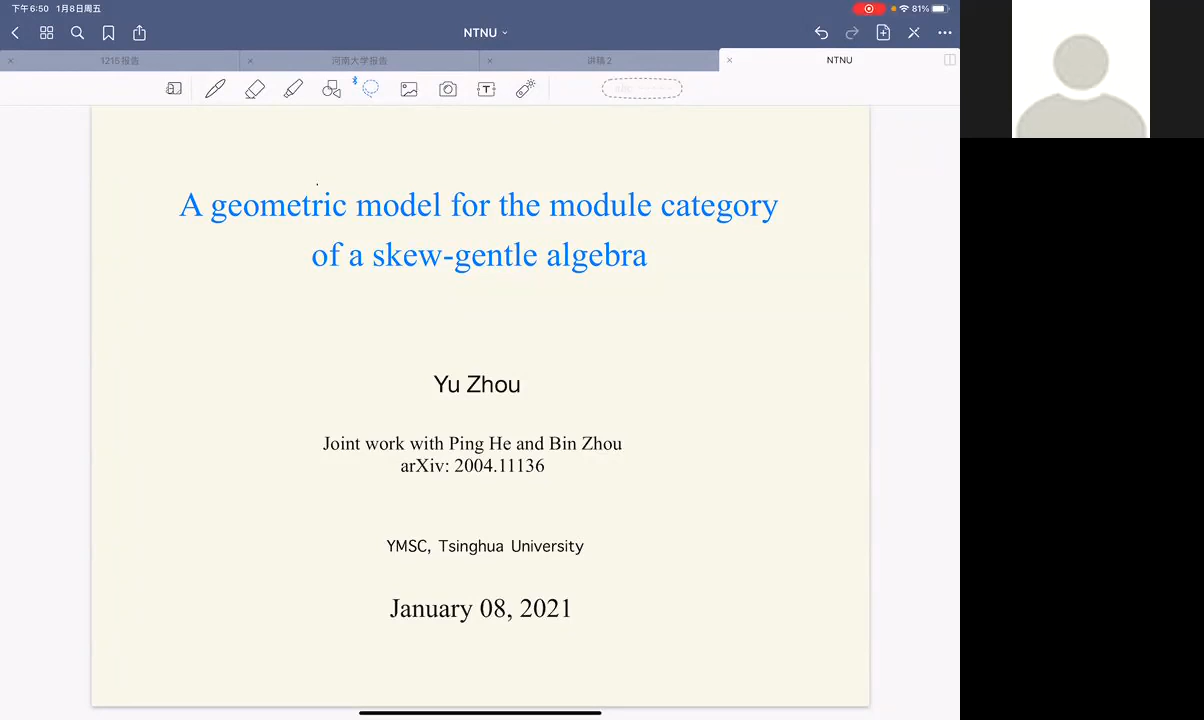 下午6:50 1月8日周五
81%
NTNU
1215报告
河南大学报告
讲稿2
NTNU
A geometric model for the module category
of a skew-gentle algebra
Yu Zhou
Joint work with Ping He and Bin Zhou
arXiv: 2004.11136
YMSC, Tsinghua University
January 08, 2021